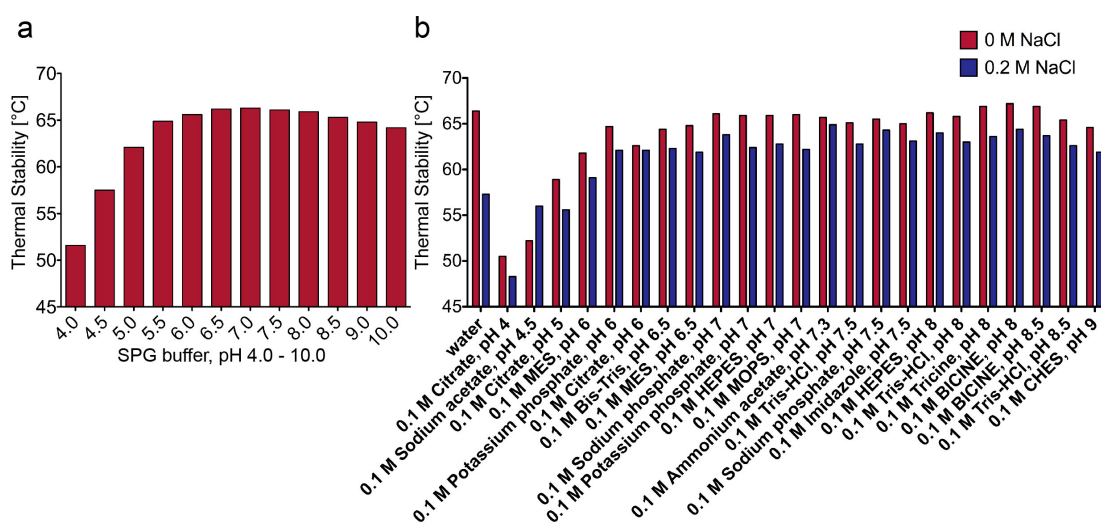 a
Thermal Stability [°C]
70
65
60
55
50
45
4.0
4.5
5.0
5.5
6.0
6.5
7.0
7.5
8.0
8.5
9.0
10.0
SPG buffer, pH 4.0 - 10.0
b
0 M NaCl
0.2 M NaCl
Thermal Stability [°C]
70
65
60
55
50
45
water
0.1 M Citrate, pH 4
0.1 M Sodium acetate, pH 4.5
0.1 M Citrate, pH 5
0.1 M MES, pH 6
0.1 M Potassium phosphate, pH 6
0.1 M Citrate, pH 6
0.1 M Bis-Tris, pH 6.5
0.1 M MES, pH 6.5
0.1 M Sodium phosphate, pH 7
0.1 M Potassium phosphate, pH 7
0.1 M HEPES, pH 7
0.1 M MOPS, pH 7
0.1 M Ammonium acetate, pH 7.3
0.1 M Tris-HCl, pH 7.5
0.1 M Sodium phosphate, pH 7.5
0.1 M Imidazole, pH 7.5
0.1 M HEPES, pH 8
0.1 M Tris-HCl, pH 8
0.1 M Tricine, pH 8
0.1 M BICINE, pH 8
0.1 M BICINE, pH 8.5
0.1 M Tris-HCl, pH 8.5
0.1 M CHES, pH 9